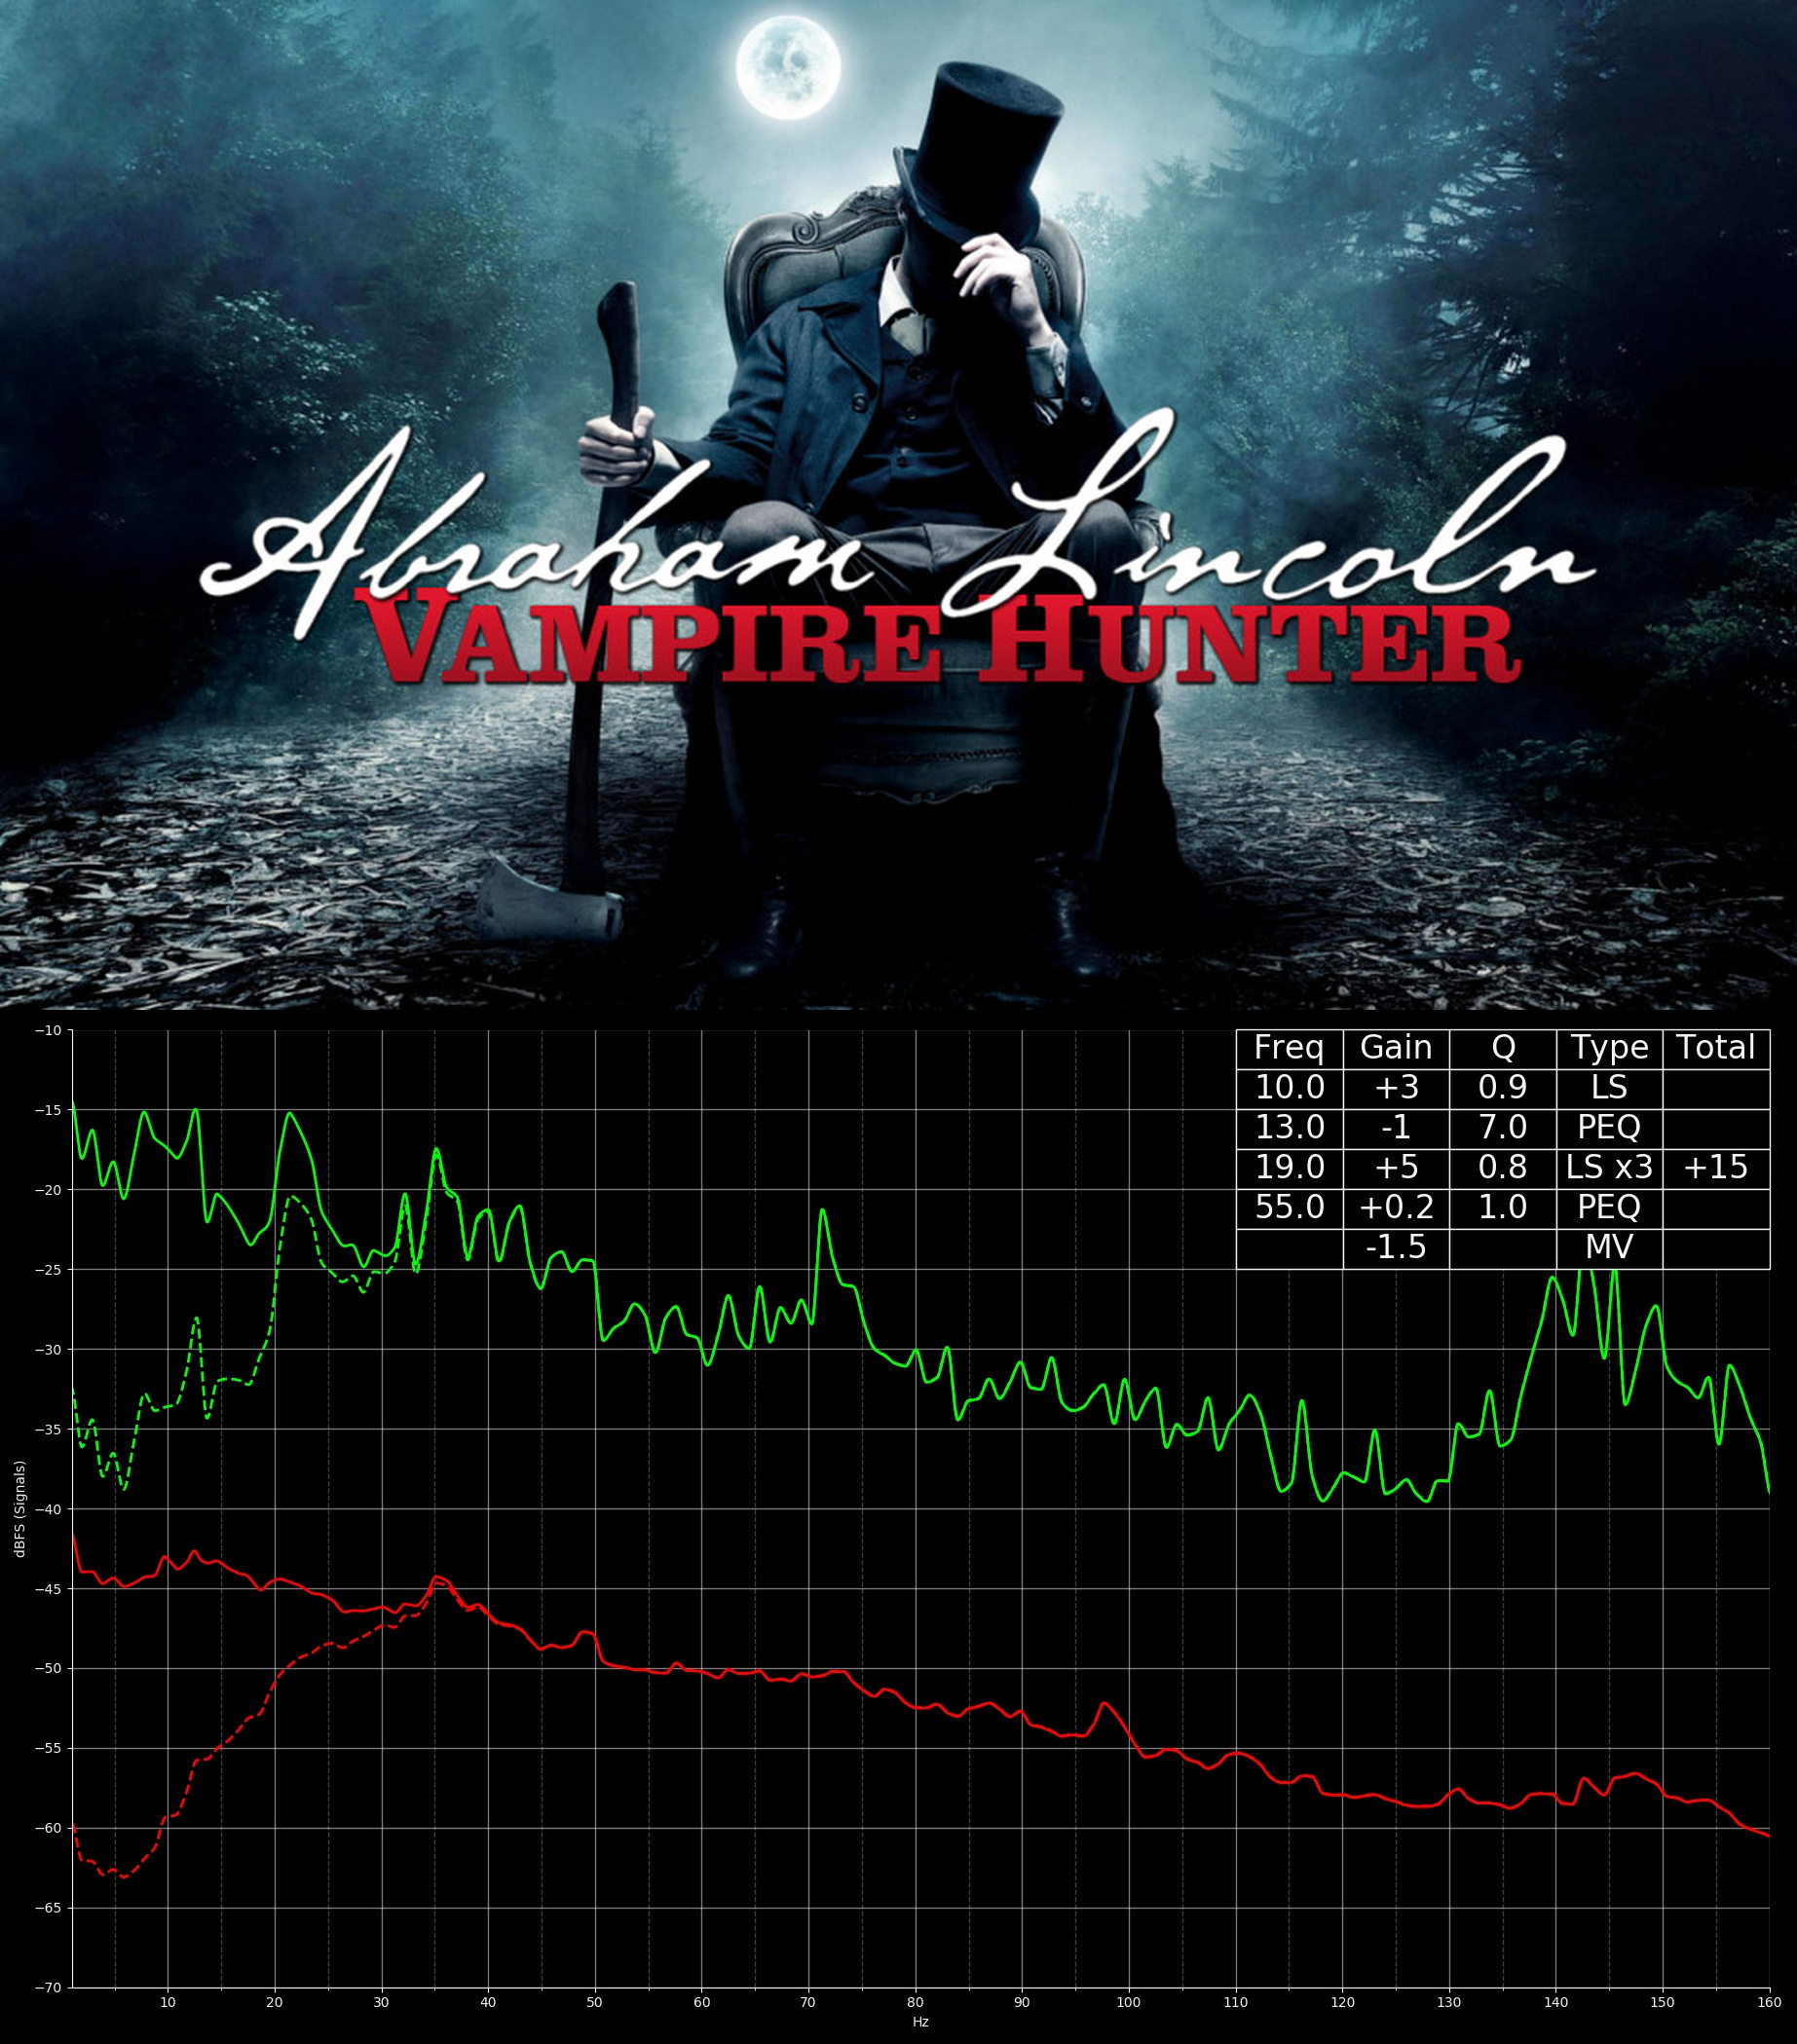 Abraham Lincoln
VAMPIRE HUNTER
Freq Gain Q Type Total
10.0 +3 0.9 LS
13.0 -1 7.0 PEQ
19.0 +5 0.8 LS x3 +15
55.0 +0.2 1.0 PEQ
-1.5 MV
−10
−15
−20
−25
−30
−35
−40
−45
−50
−55
−60
−65
−70
dBFS (Signals)
10 20 30 40 50 60 70 80 90 100 110 120 130 140 150 160
Hz